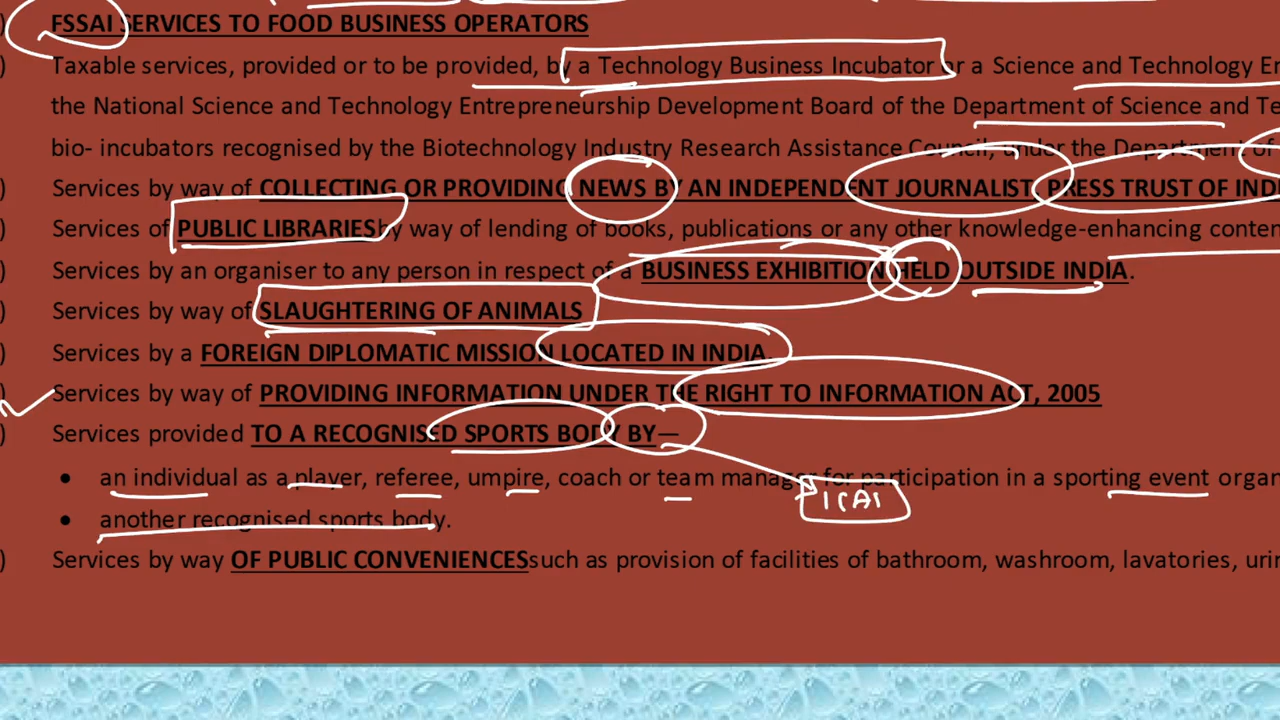 ) FSSAI SERVICES TO FOOD BUSINESS OPERATORS
) Taxable services, provided or to be provided, by a Technology Business Incubator or a Science and Technology En
the National Science and Technology Entrepreneurship Development Board of the Department of Science and Te
bio- incubators recognised by the Biotechnology Industry Research Assistance Council, under the Department of
) Services by way of COLLECTING OR PROVIDING NEWS BY AN INDEPENDENT JOURNALIST, PRESS TRUST OF INDI
) Services of PUBLIC LIBRARIES by way of lending of books, publications or any other knowledge-enhancing conten
) Services by an organiser to any person in respect of a BUSINESS EXHIBITION HELD OUTSIDE INDIA.
) Services by way of SLAUGHTERING OF ANIMALS
) Services by a FOREIGN DIPLOMATIC MISSION LOCATED IN INDIA.
) Services by way of PROVIDING INFORMATION UNDER THE RIGHT TO INFORMATION ACT, 2005
) Services provided TO A RECOGNISED SPORTS BODY BY—
• an individual as a player, referee, umpire, coach or team manager for participation in a sporting event organ
ICAI
• another recognised sports body.
) Services by way OF PUBLIC CONVENIENCESsuch as provision of facilities of bathroom, washroom, lavatories, urin